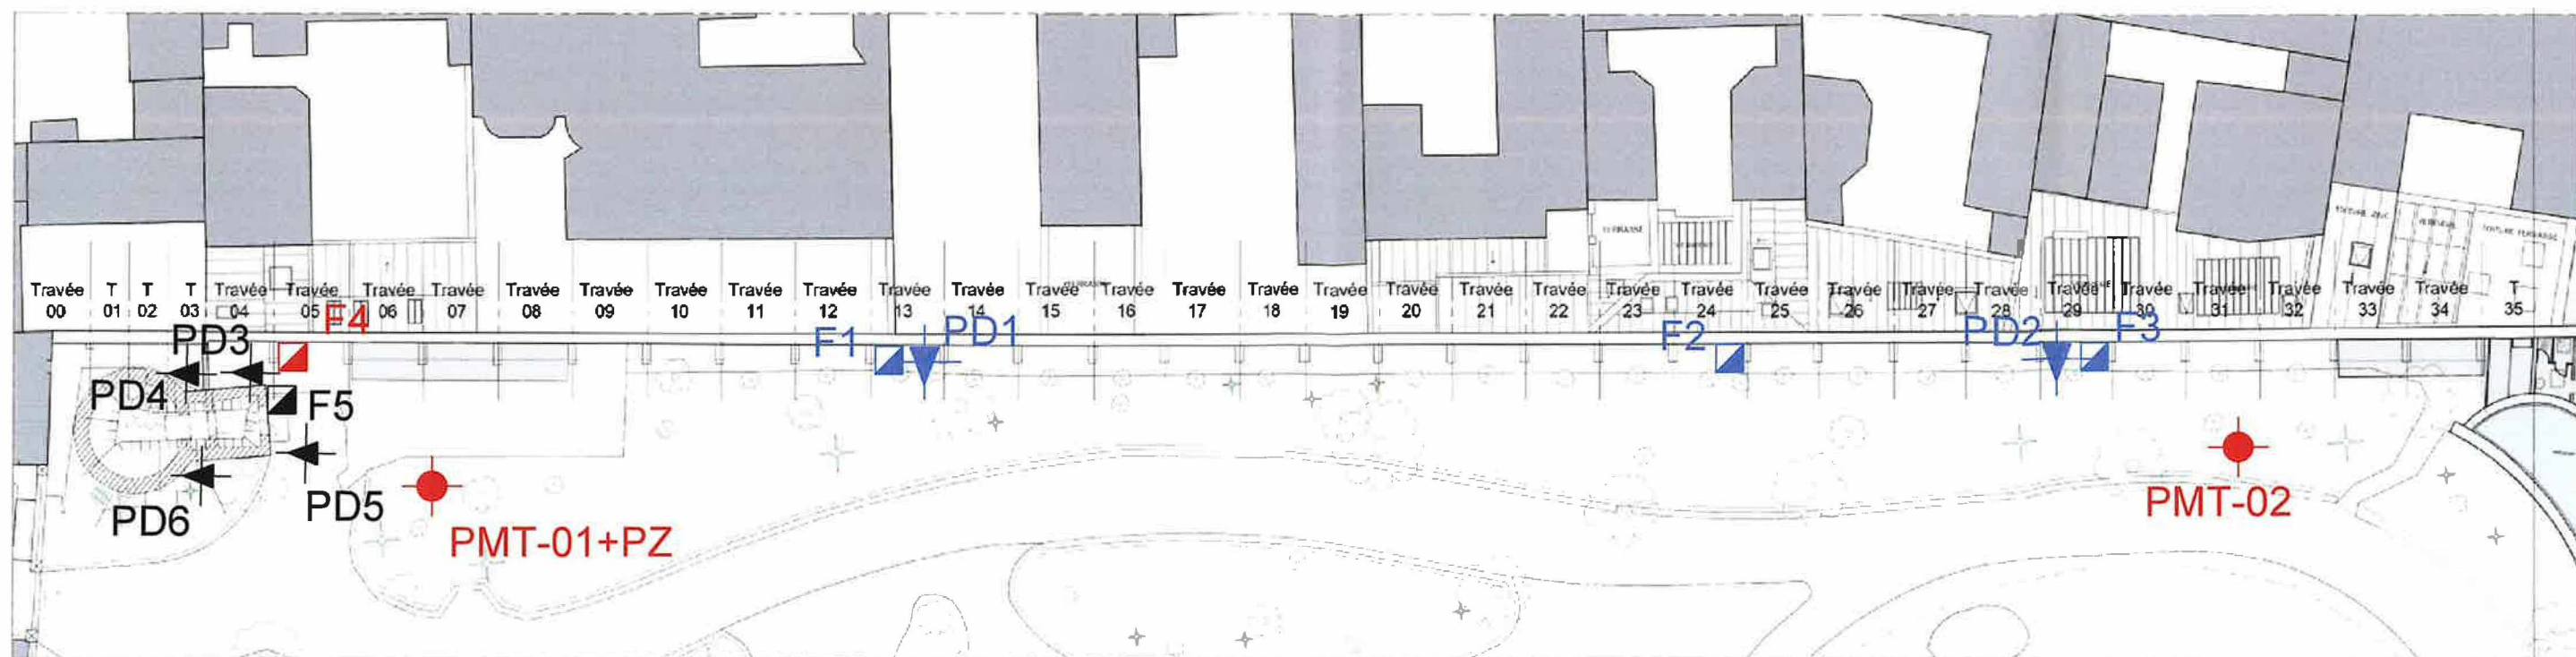 TERRASSE
Travée 00
T 01
T 02
T 03
Travée 04
Travée 05
Travée 06
Travée 07
Travée 08
Travée 09
Travée 10
Travée 11
Travée 12
Travée 13
Travée 14
Travée 15
Travée 16
Travée 17
Travée 18
Travée 19
Travée 20
Travée 21
Travée 22
Travée 23
Travée 24
Travée 25
Travée 26
Travée 27
Travée 28
Travée 29
Travée 30
Travée 31
Travée 32
Travée 33
Travée 34
T 35
F4
PD3
F1
PD1
F2
PD2
F3
PD4
F5
PD6
PD5
PMT-01+PZ
PMT-02